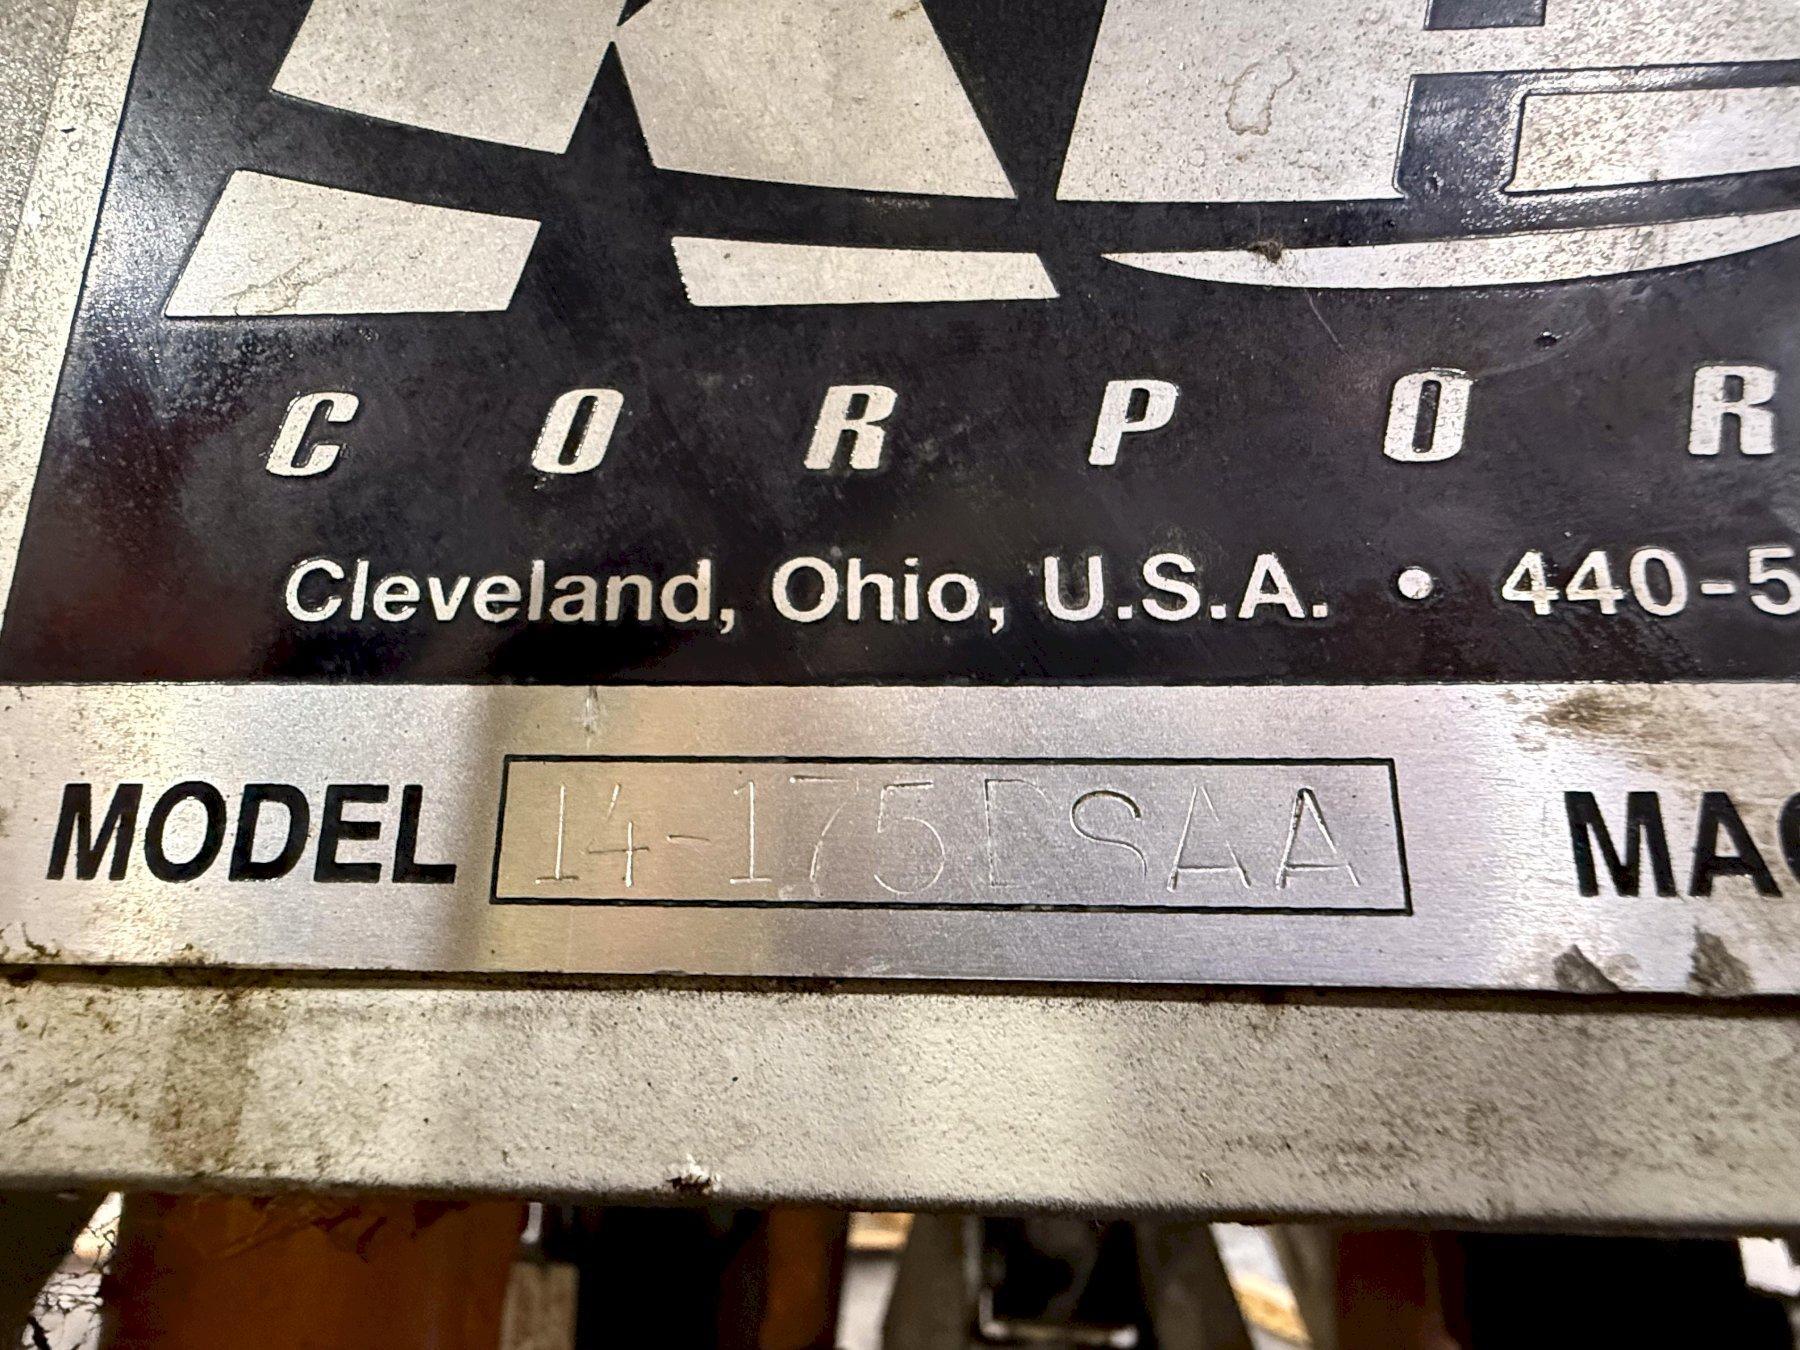 CORPOR
Cleveland, Ohio, U.S.A. • 440-5
MODEL 14-175DSAA MAC